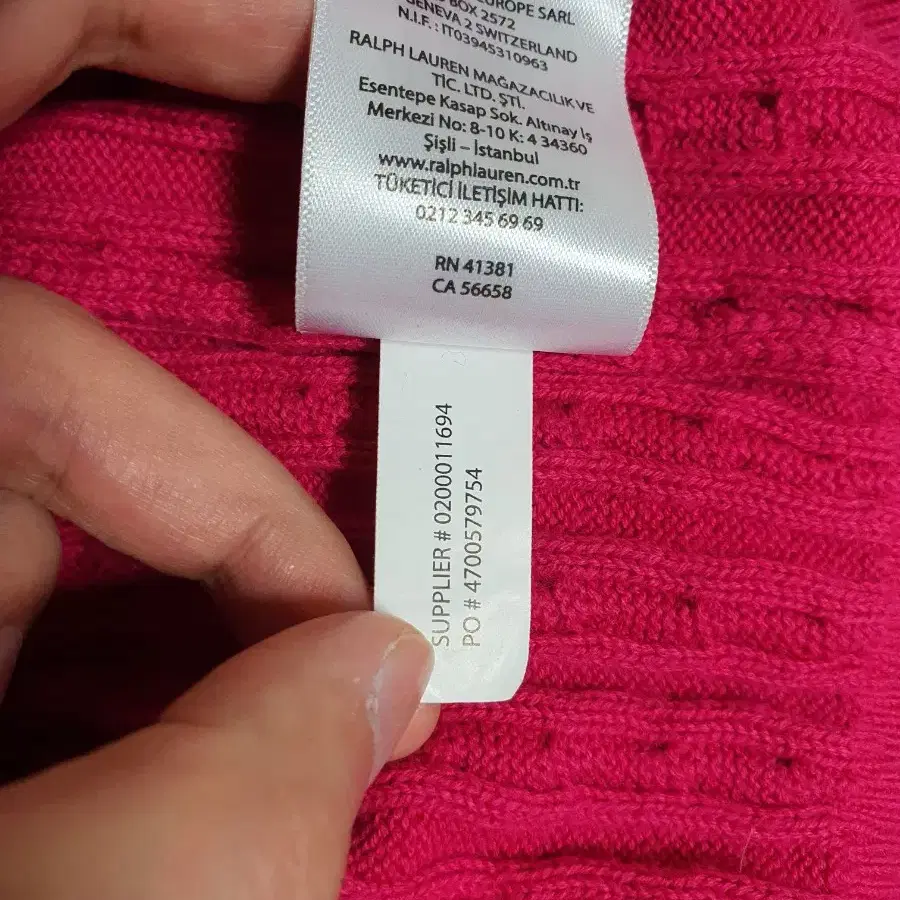 EUROPE SARL
BOX 2572
GENEVA 2 SWITZERLAND
N.I.F.: IT03945310963
RALPH LAUREN MAĞAZACILIK VE
TİC. LTD. ŞTİ.
Esentepe Kasap Sok. Altınay İş
Merkezi No: 8-10 K: 4 34360
Şişli – İstanbul
www.ralphlauren.com.tr
TÜKETİCİ İLETİŞİM HATTI:
0212 345 69 69
RN 41381
CA 56658
SUPPLIER # 0200011694
PO # 4700579754